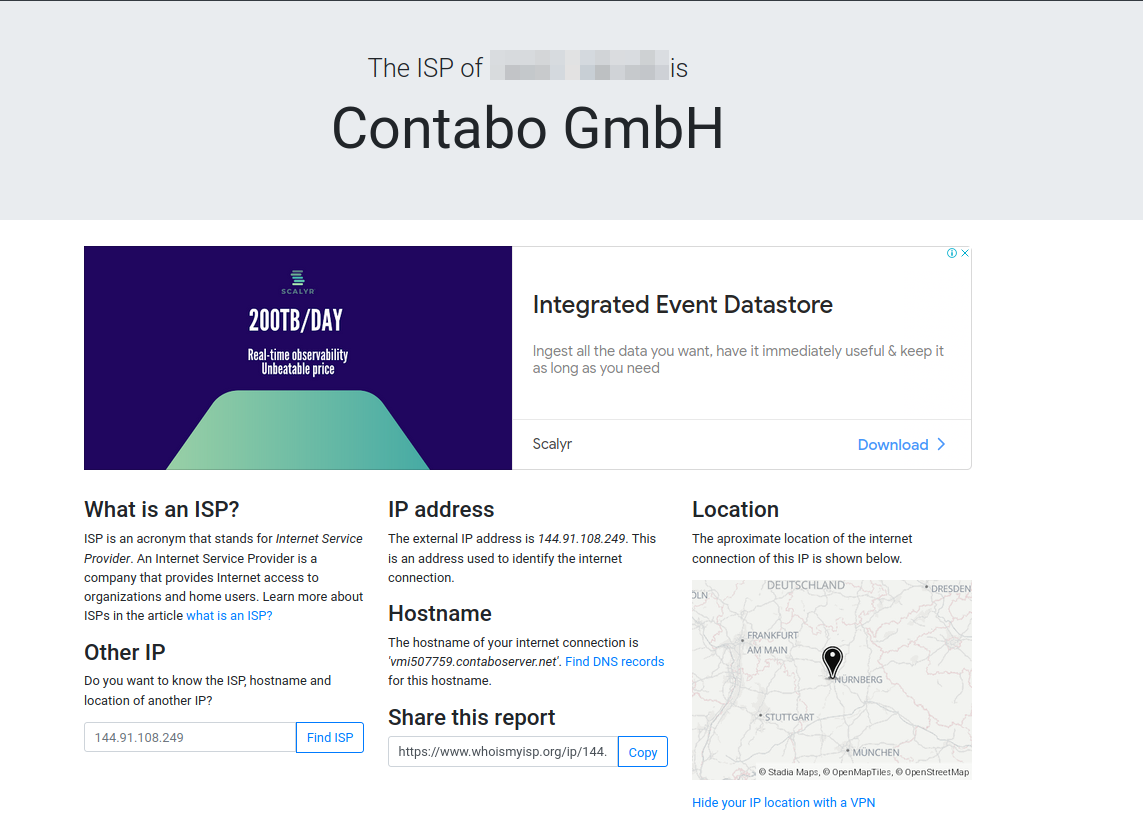 The ISP of is
Contabo GmbH
SCALYR
200TB/DAY
Real-time observability
Unbeatable price
Integrated Event Datastore
Ingest all the data you want, have it immediately useful & keep it
as long as you need
Scalyr
Download
What is an ISP?
ISP is an acronym that stands for Internet Service
Provider. An Internet Service Provider is a
company that provides Internet access to
organizations and home users. Learn more about
ISPs in the article what is an ISP?
Other IP
Do you want to know the ISP, hostname and
location of another IP?
144.91.108.249
Find ISP
IP address
The external IP address is 144.91.108.249. This
is an address used to identify the internet
connection.
Hostname
The hostname of your internet connection is
'vmi507759.contaboserver.net'. Find DNS records
for this hostname.
Share this report
https://www.whoismyisp.org/ip/144.
Copy
Location
The aproximate location of the internet
connection of this IP is shown below.
DEUTSCHLAND
ÖLN
DRESDEN
FRANKFURT
AM MAIN
NÜRNBERG
STUTTGART
MÜNCHEN
© Stadia Maps, © OpenMapTiles, © OpenStreetMap
Hide your IP location with a VPN